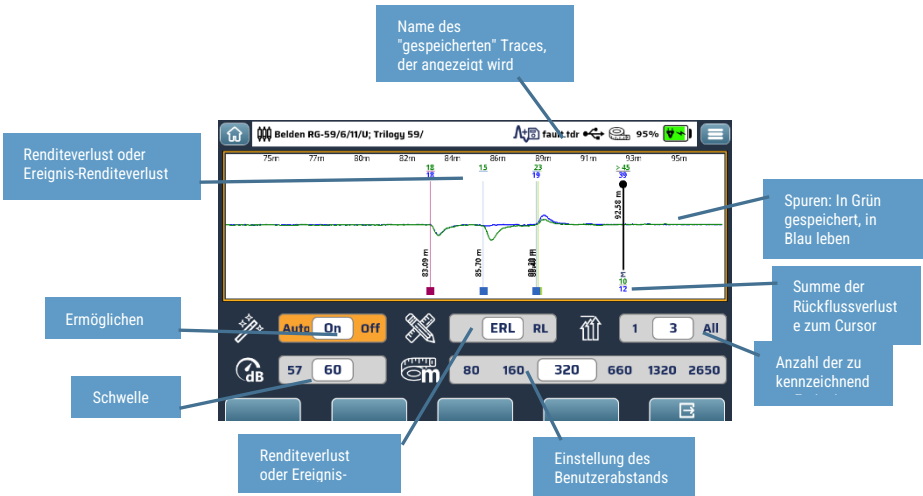 Name des
"gespeicherten" Traces,
der angezeigt wird
Belden RG-59/6/11/U; Trilogy 59/
fault.tdr
95%
Renditeverlust oder
Ereignis-Renditeverlust
75m 77m 80m 82m 84m 86m 89m 91m 93m 95m
18 15 23 > 45
18 19 39
83.09 m
85.70 m
92.58 m
Σ
10
12
Spuren: In Grün
gespeichert, in
Blau leben
Summe der
Rückflussverlust
e zum Cursor
Ermöglichen
Auto On Off
ERL RL
1 3 All
Anzahl der zu
kennzeichnend
dB
57 60
m
80 160 320 660 1320 2650
Schwelle
Renditeverlust
oder Ereignis-
Einstellung des
Benutzerabstands